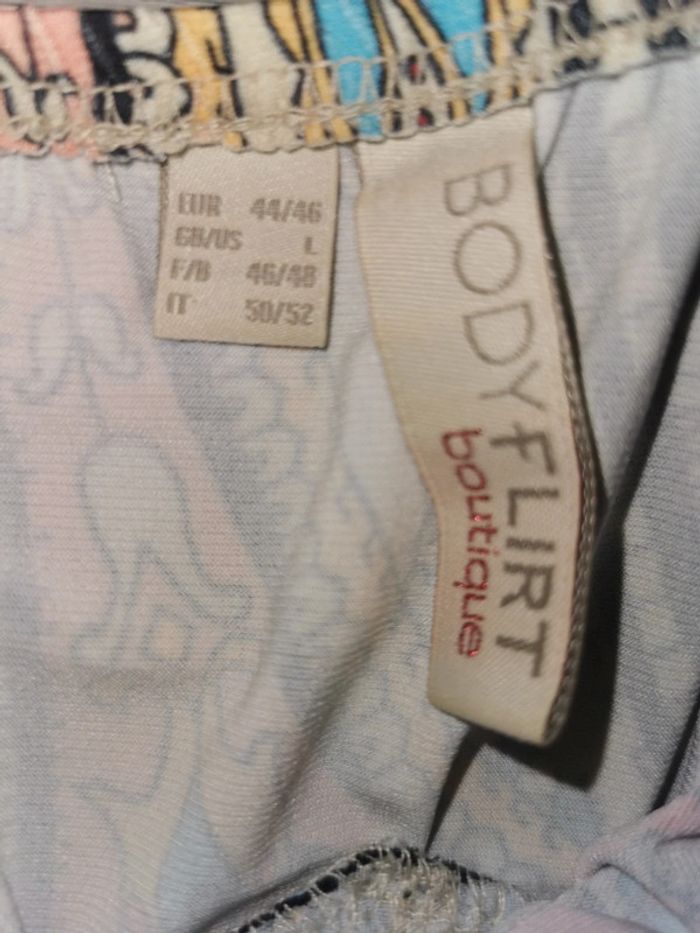 EUR 44/46
GB/US L
F/B 46/48
IT 50/52
BODYFLIRT
boutique